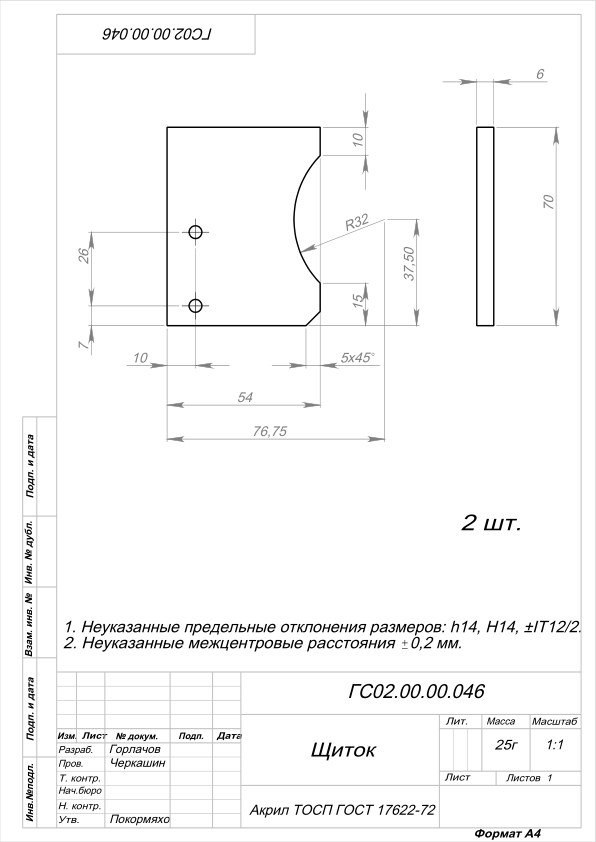 ГС02.00.00.046
6
10
70
R32
37,50
26
15
7
10
5x45°
54
76,75
2 шт.
1. Неуказанные предельные отклонения размеров: h14, H14, ±IT12/2.
2. Неуказанные межцентровые расстояния ±0,2 мм.
Подп. и дата
Инв. № дубл.
Взам. инв. №
Подп. и дата
Инв.№подл.
ГС02.00.00.046
Лит. Масса Масштаб
Изм. Лист № докум. Подп. Дата
Разраб. Горлачов
Щиток
25г 1:1
Пров. Черкашин
Т. контр.
Лист Листов 1
Нач.бюро
Н. контр.
Акрил ТОСП ГОСТ 17622-72
Утв. Покормяхо
Формат А4